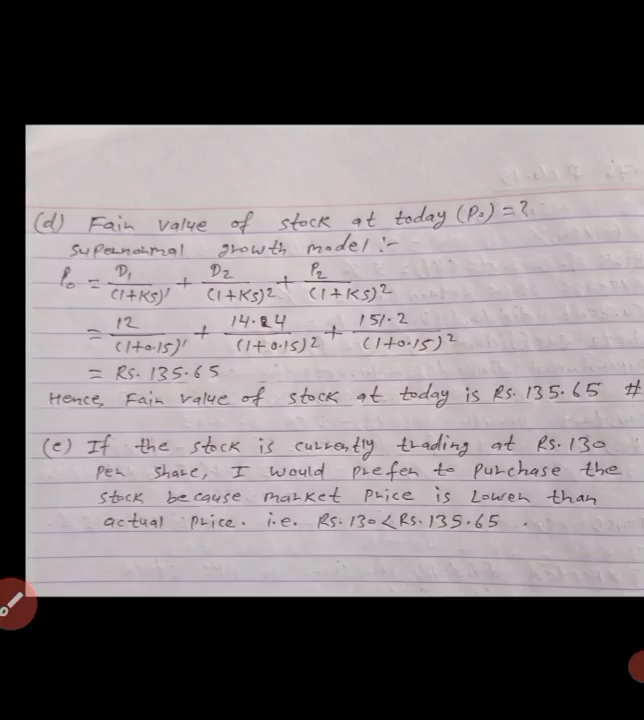 (d) Fair value of stock at today (P₀) = ?
Supernormal growth model :-
P₀ = D₁/(1+Ks)¹ + D₂/(1+Ks)² + P₂/(1+Ks)²
= 12/(1+0.15)¹ + 14.24/(1+0.15)² + 151.2/(1+0.15)²
= RS. 135.65
Hence, Fair value of stock at today is RS. 135.65 #
(e) If the stock is currently trading at RS. 130
per share, I would prefer to purchase the
stock because market price is lower than
actual price. i.e. RS. 130 < RS. 135.65 .